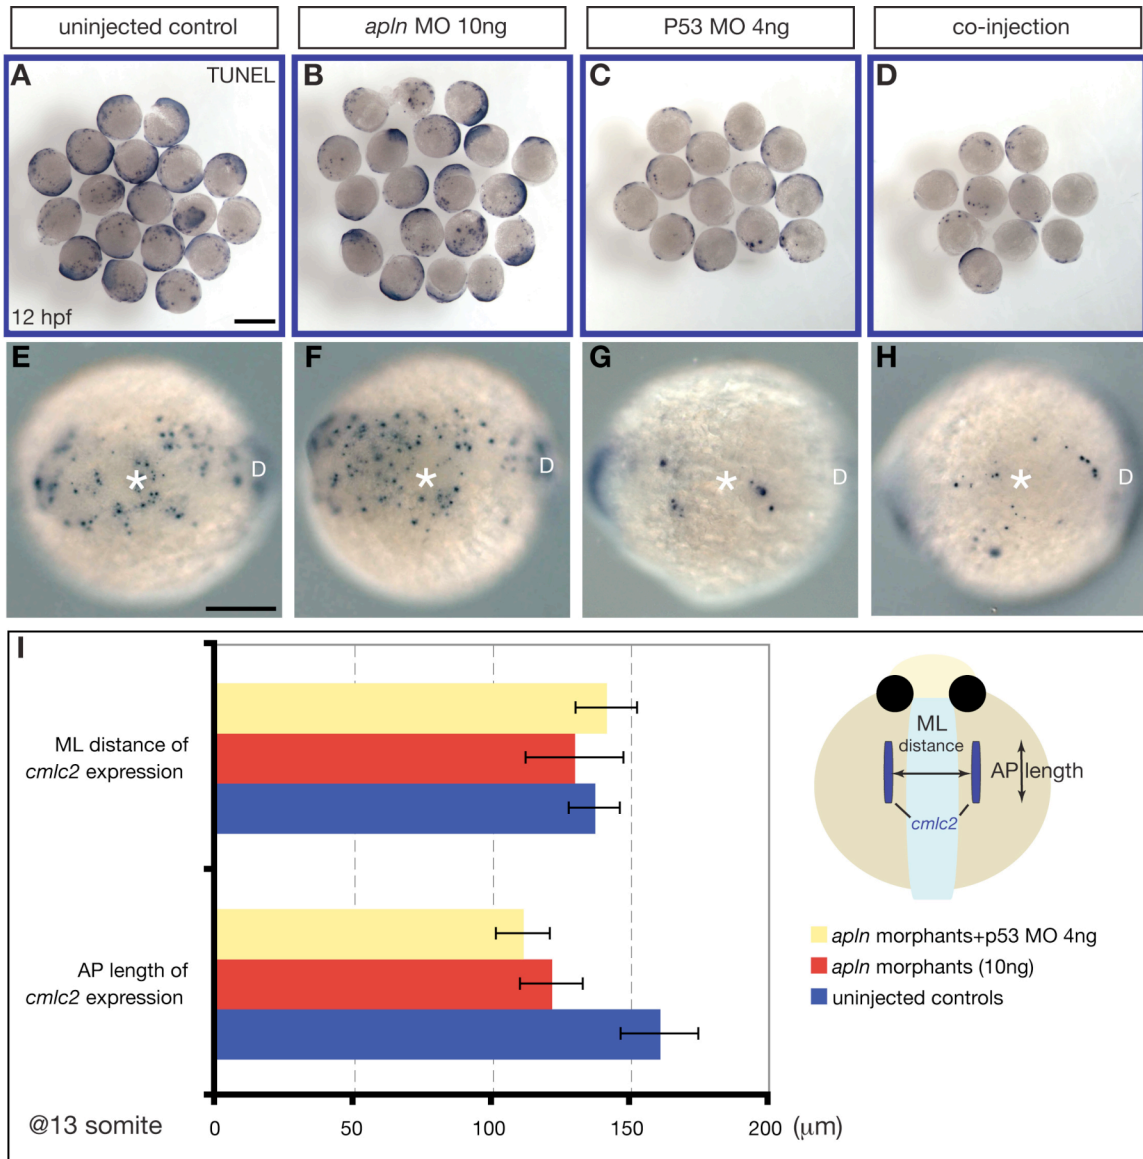 uninjected control
apln MO 10ng
P53 MO 4ng
co-injection
A
TUNEL
B
C
D
12 hpf
E
F
G
H
*
D
*
D
*
D
*
D
I
ML distance of
cmlc2 expression
AP length of
cmlc2 expression
@13 somite
0
50
100
150
200
(μm)
ML
distance
AP length
cmlc2
apln morphants+p53 MO 4ng
apln morphants (10ng)
uninjected controls